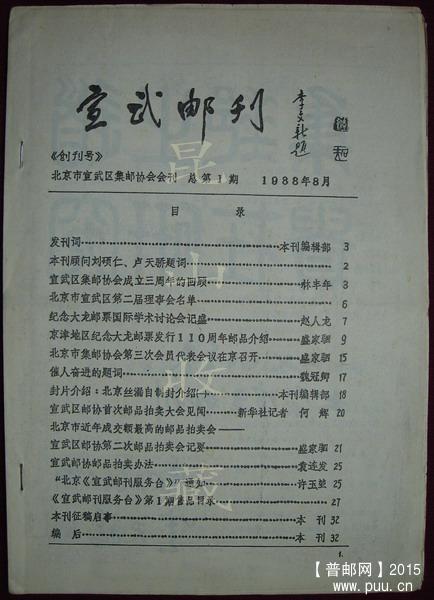 宣武邮刊
李文歆题
《创刊号》
北京市宣武区集邮协会会刊 总第1期 1988年8月
目 录
发刊词……本刊编辑部 3
本刊顾问刘硕仁、卢天骄题词……2
宣武区集邮协会成立三周年的回顾……林丰年 3
北京市宣武区第二届理事会名单……6
纪念大龙邮票国际学术讨论会记盛……赵人龙 7
京津地区纪念大龙邮票发行110周年邮品介绍……盛家骝 9
北京市集邮协会第三次会员代表会议在京召开……盛家骝 15
催人奋进的题词……魏冠卿 17
封片介绍：北京丝漏自制封介绍(一)……本刊编辑部 18
宣武区邮协首次邮品拍卖大会见闻……新华社记者 何辉 20
北京市近年成交额最高的邮品拍卖会——
宣武区邮协第二次邮品拍卖记要……盛家骝 21
宣武邮协邮品拍卖办法……袁连发 25
“北京《宣武邮刊服务台》”通知……许玉 25
《宣武邮刊服务台》第1期售品目录……27
本刊征稿启事……本刊 32
编 后……本刊 32
1.
昆山收藏
【普邮网】2015
www.puu.cn